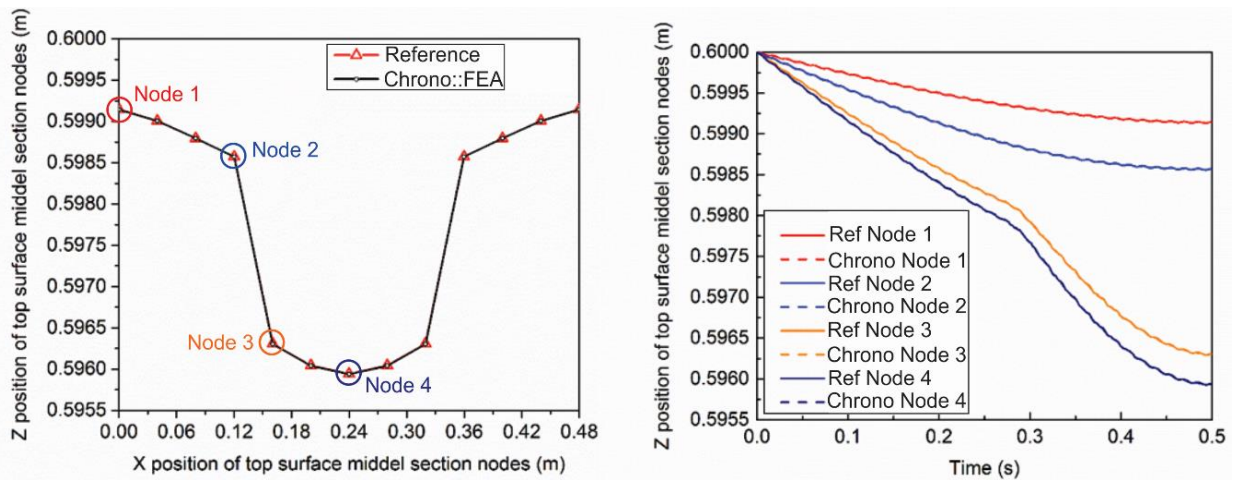 Z position of top surface middel section nodes (m)
0.6000
0.5995
0.5990
0.5985
0.5980
0.5975
0.5970
0.5965
0.5960
0.5955
Reference
Chrono::FEA
Node 1
Node 2
Node 3
Node 4
0.00 0.06 0.12 0.18 0.24 0.30 0.36 0.42 0.48
X position of top surface middel section nodes (m)
Z position of top surface middel section nodes (m)
0.6000
0.5995
0.5990
0.5985
0.5980
0.5975
0.5970
0.5965
0.5960
0.5955
Ref Node 1
Chrono Node 1
Ref Node 2
Chrono Node 2
Ref Node 3
Chrono Node 3
Ref Node 4
Chrono Node 4
0.0 0.1 0.2 0.3 0.4 0.5
Time (s)